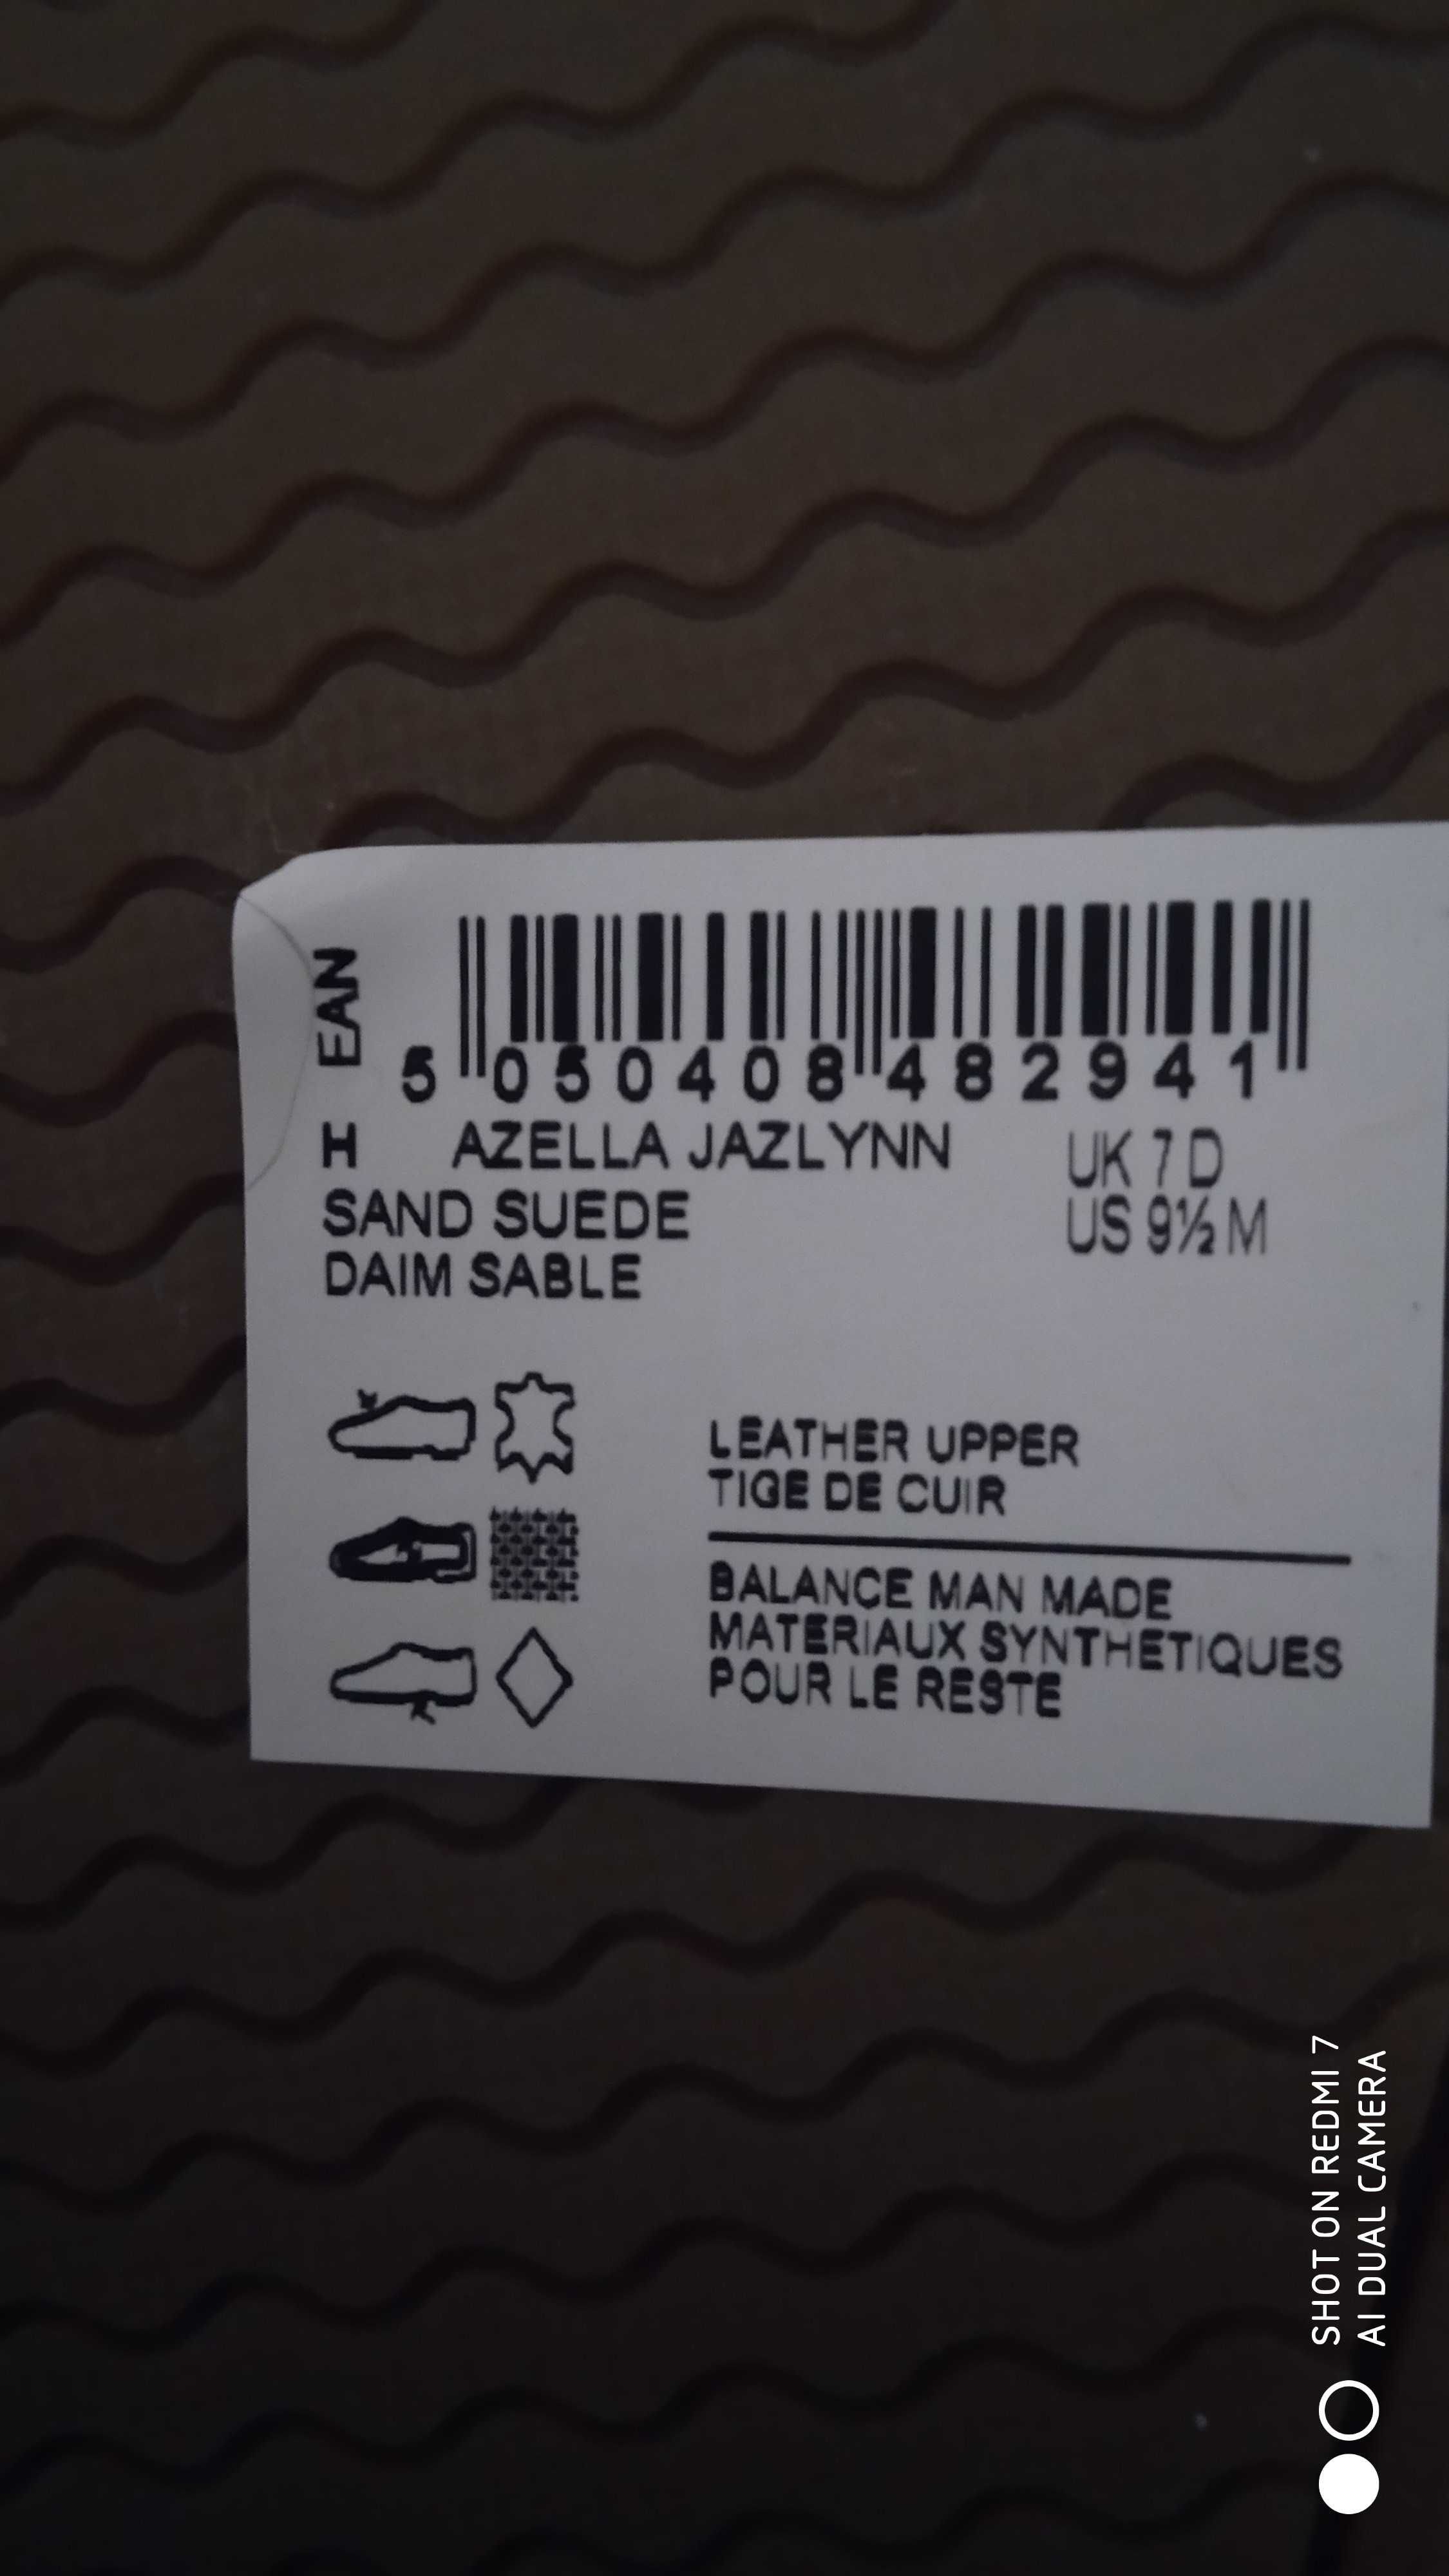 EAN
5 050408 482941
H AZELLA JAZLYNN UK 7 D
SAND SUEDE US 9½ M
DAIM SABLE
LEATHER UPPER
TIGE DE CUIR
BALANCE MAN MADE
MATERIAUX SYNTHETIQUES
POUR LE RESTE
SHOT ON REDMI 7
AI DUAL CAMERA